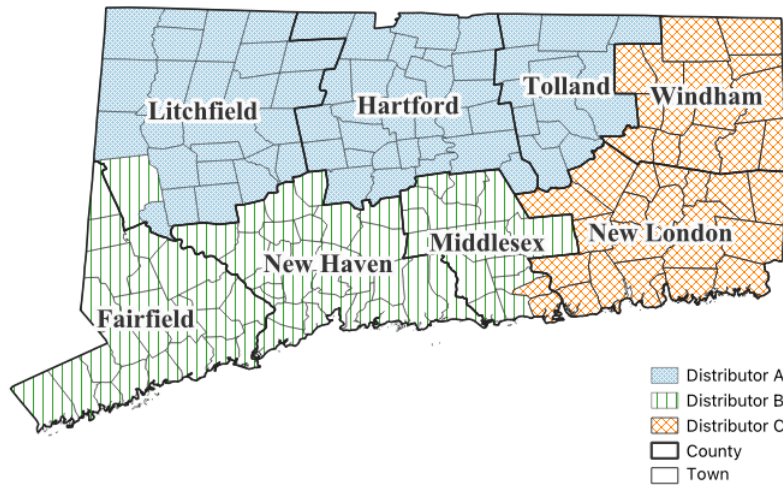 Litchfield
Hartford
Tolland
Windham
Fairfield
New Haven
Middlesex
New London
Distributor A
Distributor B
Distributor C
County
Town